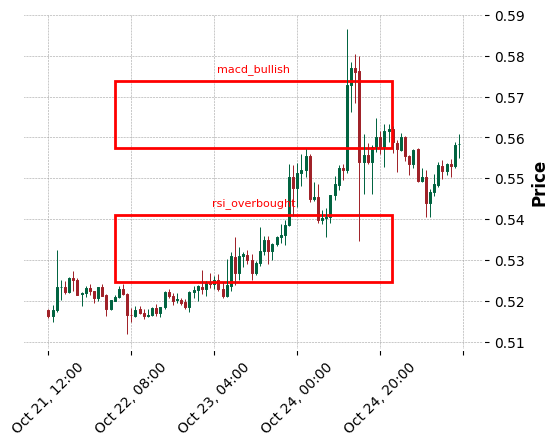 0.59
0.58
macd_bullish
0.57
0.56
0.55
Price
0.54
rsi_overbought
0.53
0.52
0.51
Oct 21, 12:00
Oct 22, 08:00
Oct 23, 04:00
Oct 24, 00:00
Oct 24, 20:00